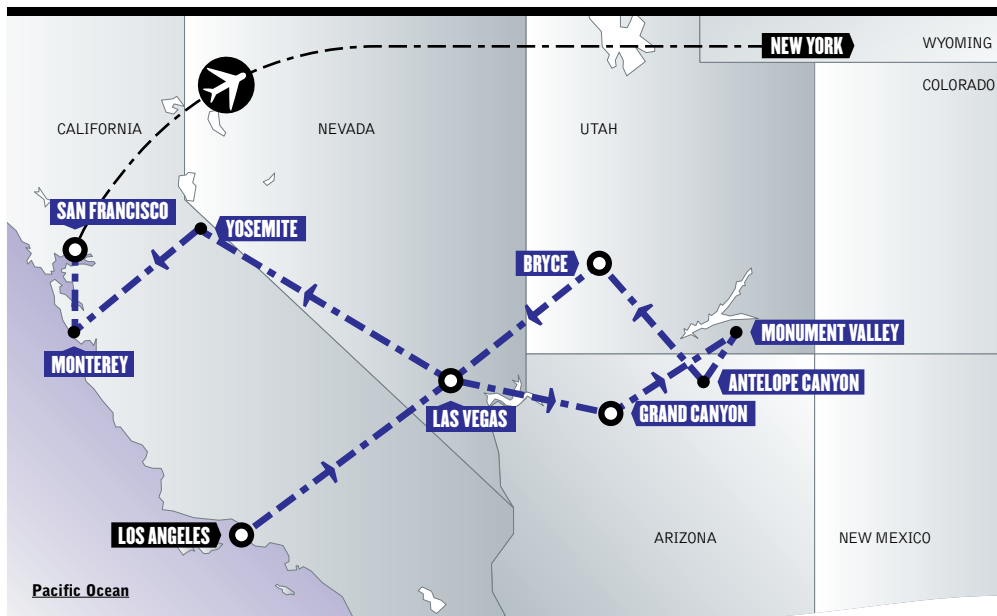 NEW YORK
WYOMING
COLORADO
CALIFORNIA
NEVADA
UTAH
SAN FRANCISCO
YOSEMITE
BRYCE
MONUMENT VALLEY
MONTEREY
ANTELOPE CANYON
LAS VEGAS
GRAND CANYON
LOS ANGELES
ARIZONA
NEW MEXICO
Pacific Ocean